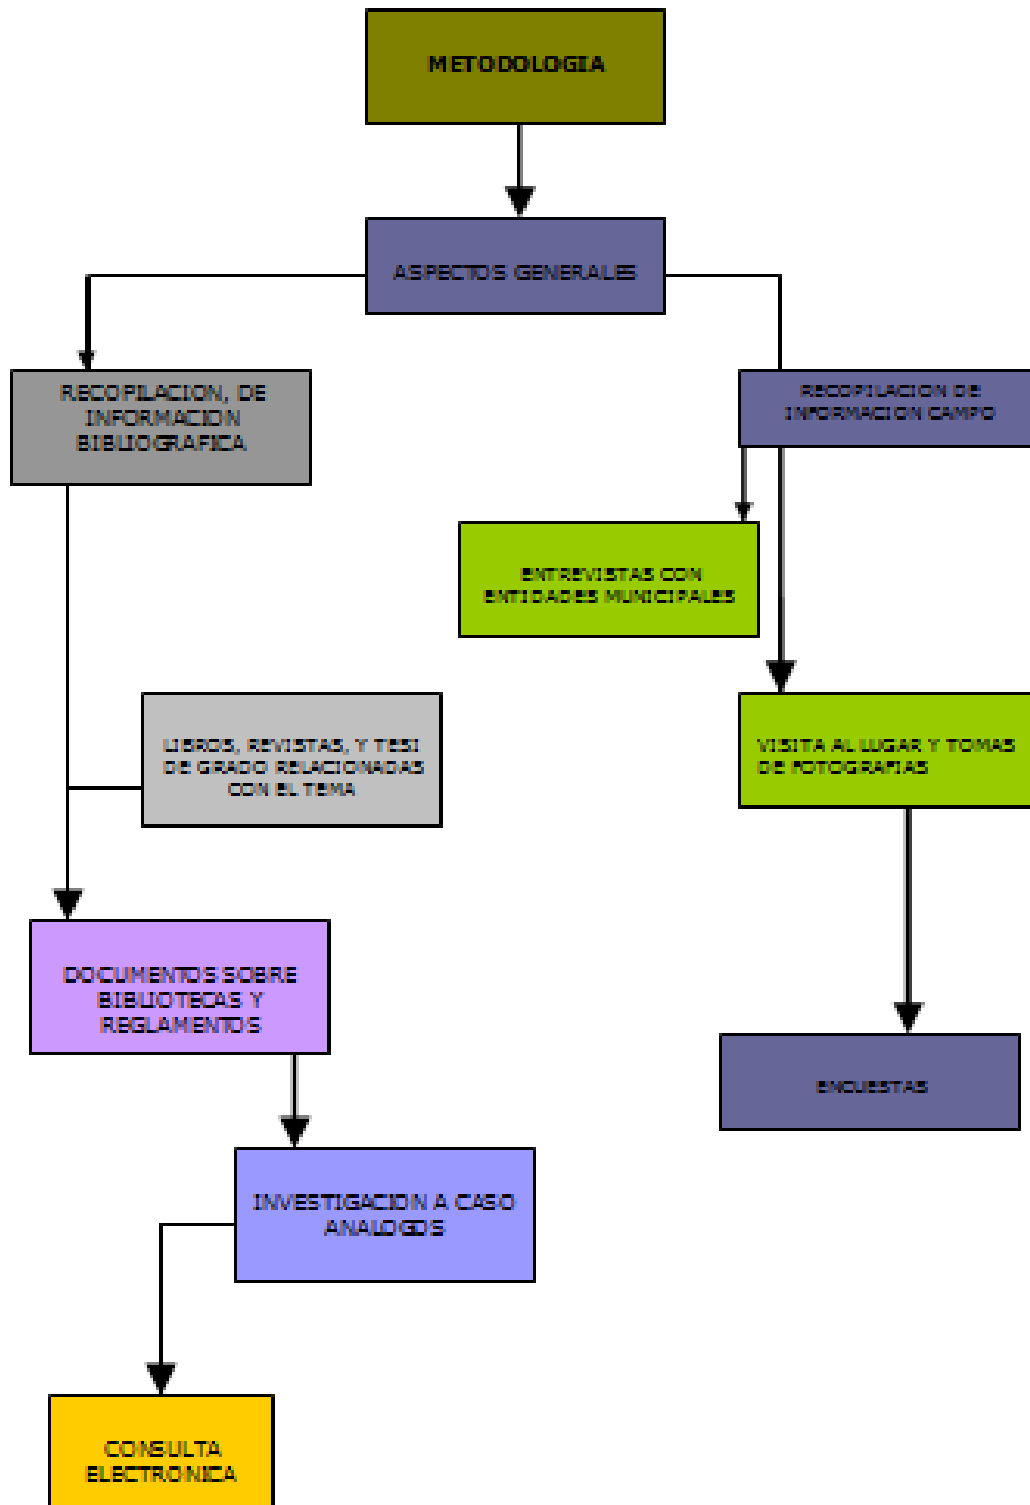 METODOLOGIA
ASPECTOS GENERALES
RECOPILACION, DE
INFORMACION
BIBLIOGRAFICA
RECOPILACION DE
INFORMACION CAMPO
ENTREVISTAS CON
ENTIDADES MUNICIPALES
LIBROS, REVISTAS, Y TESI
DE GRADO RELACIONADAS
CON EL TEMA
VISITA AL LUGAR Y TOMAS
DE FOTOGRAFIAS
DOCUMENTOS SOBRE
BIBLIOTECAS Y
REGLAMENTOS
ENCUESTAS
INVESTIGACION A CASO
ANALOGOS
CONSULTA
ELECTRONICA